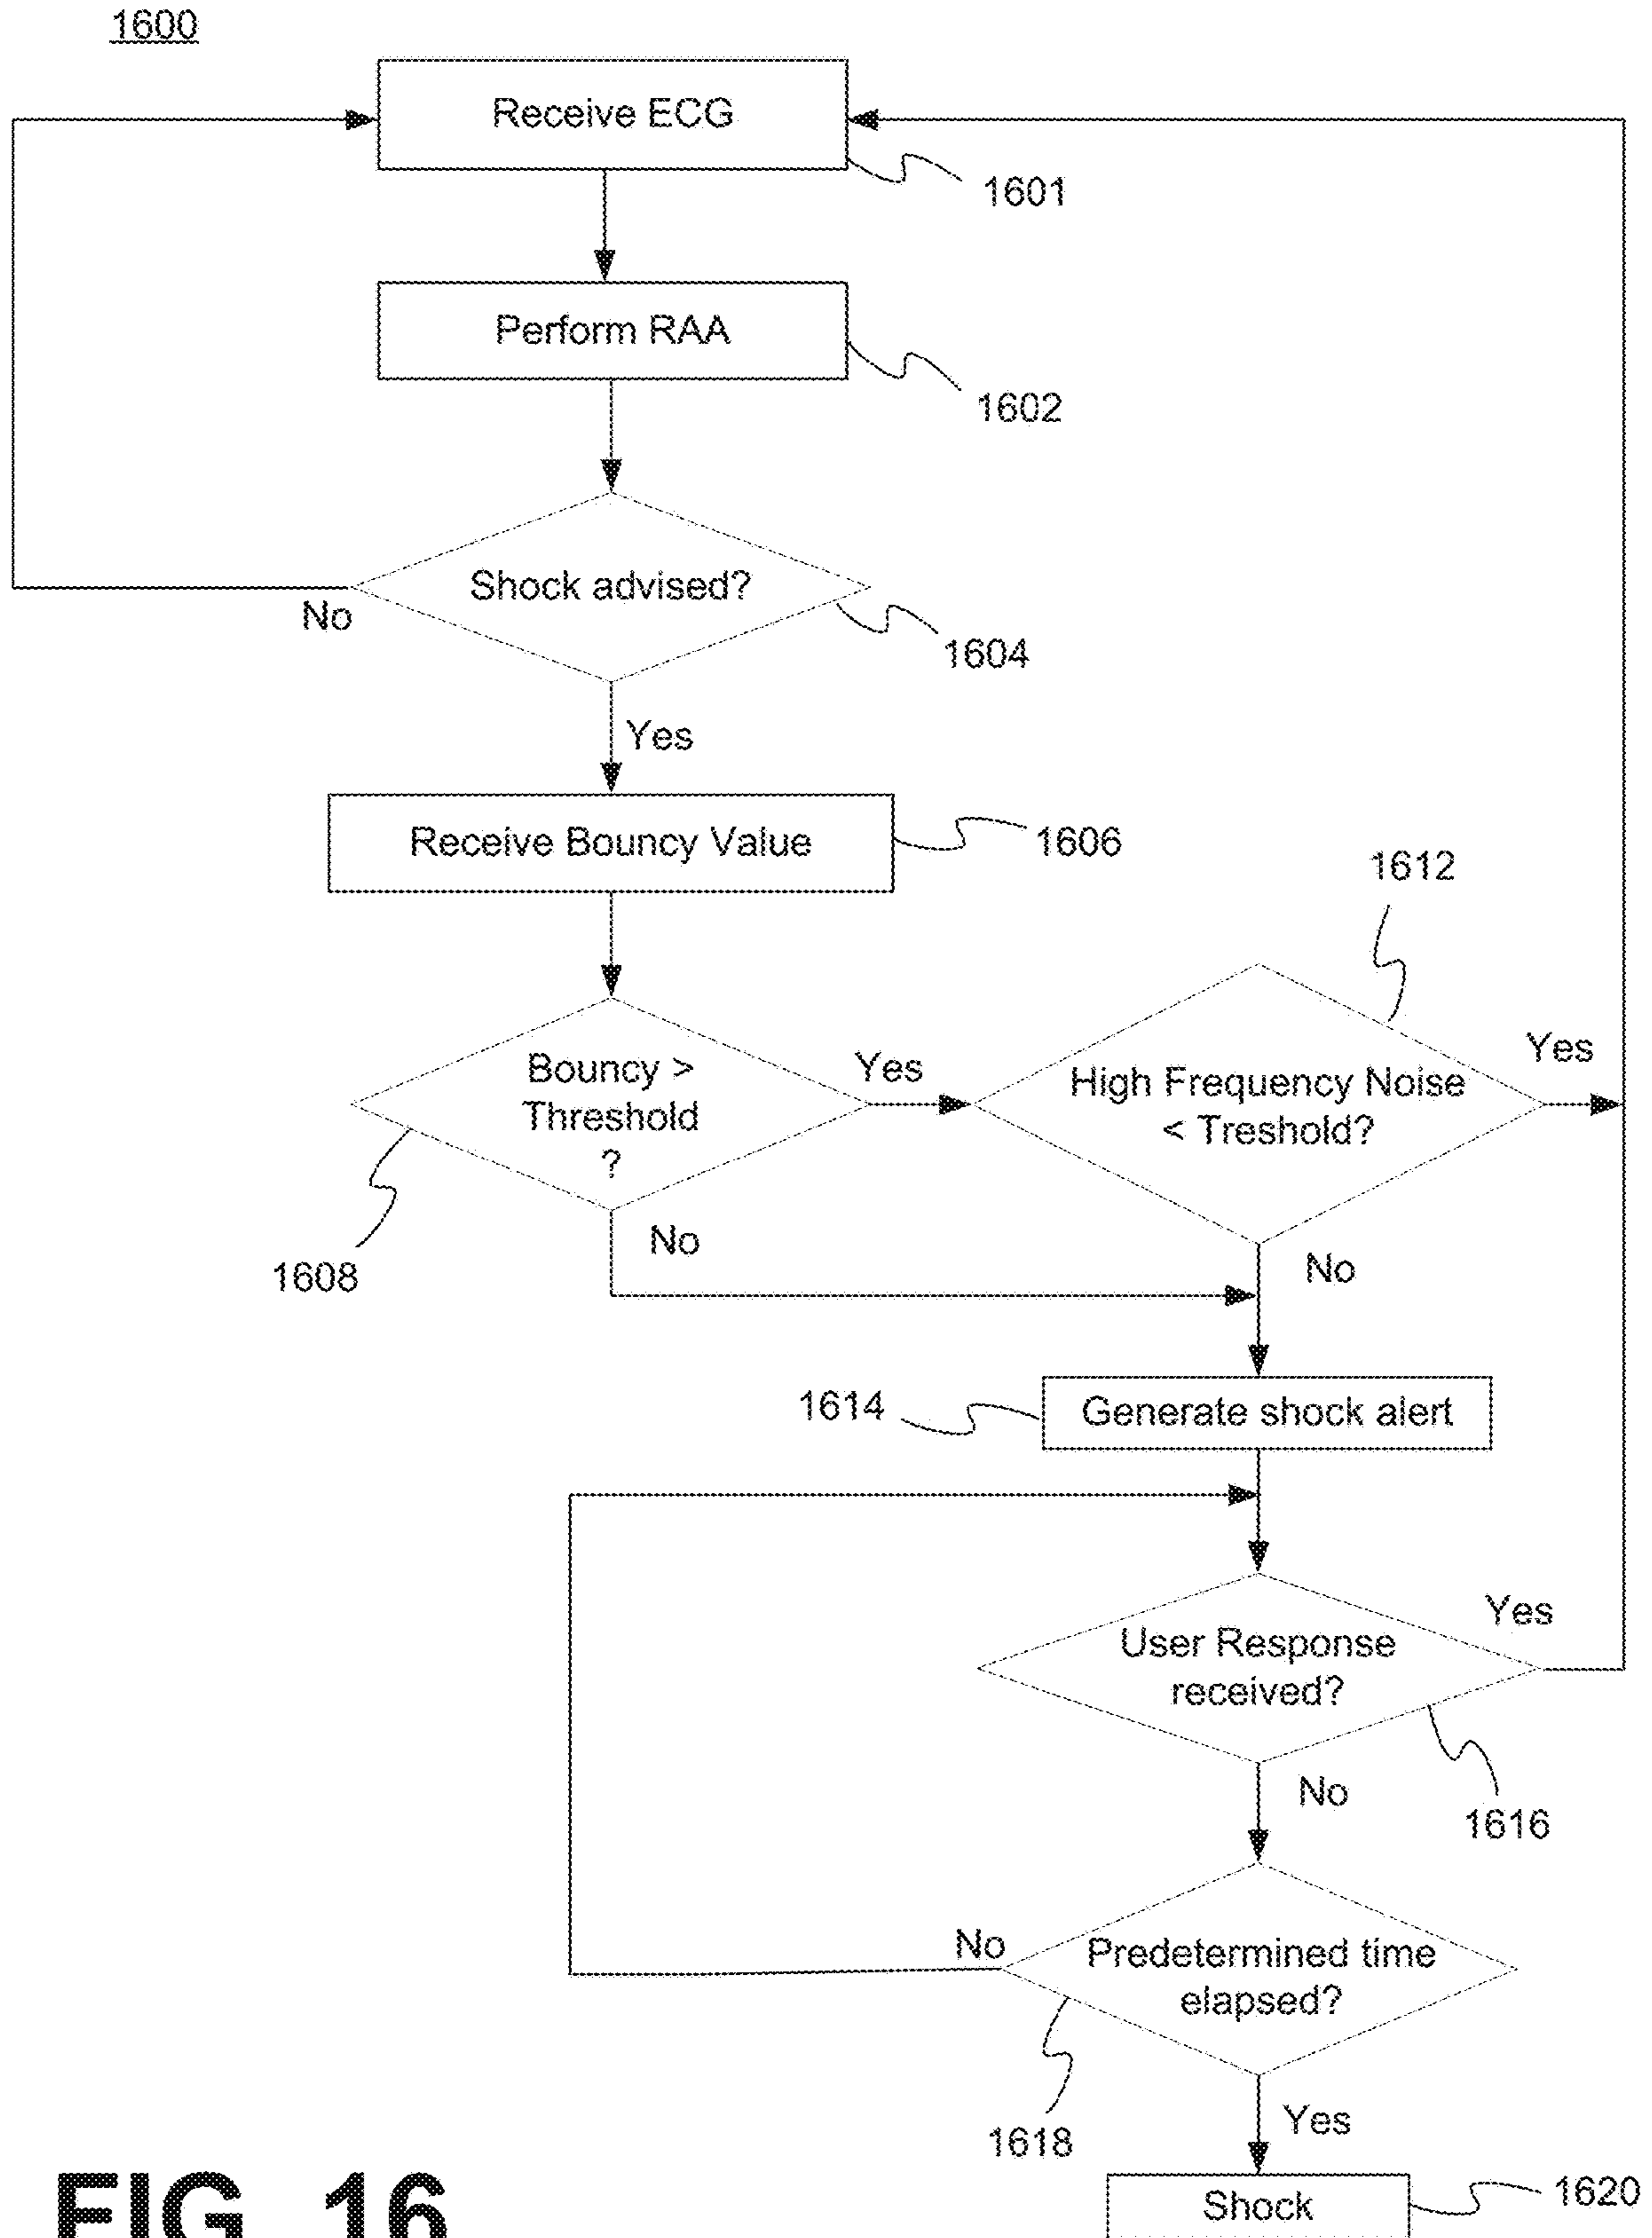 1600
Receive ECG
1601
Perform RAA
1602
Shock advised?
No
1604
Yes
Receive Bouncy Value
1606
1612
Bouncy >
Threshold
?
Yes
High Frequency Noise
< Treshold?
Yes
1608
No
No
1614
Generate shock alert
User Response
received?
Yes
No
1616
No
Predetermined time
elapsed?
1618
Yes
Shock
1620
FIG. 16